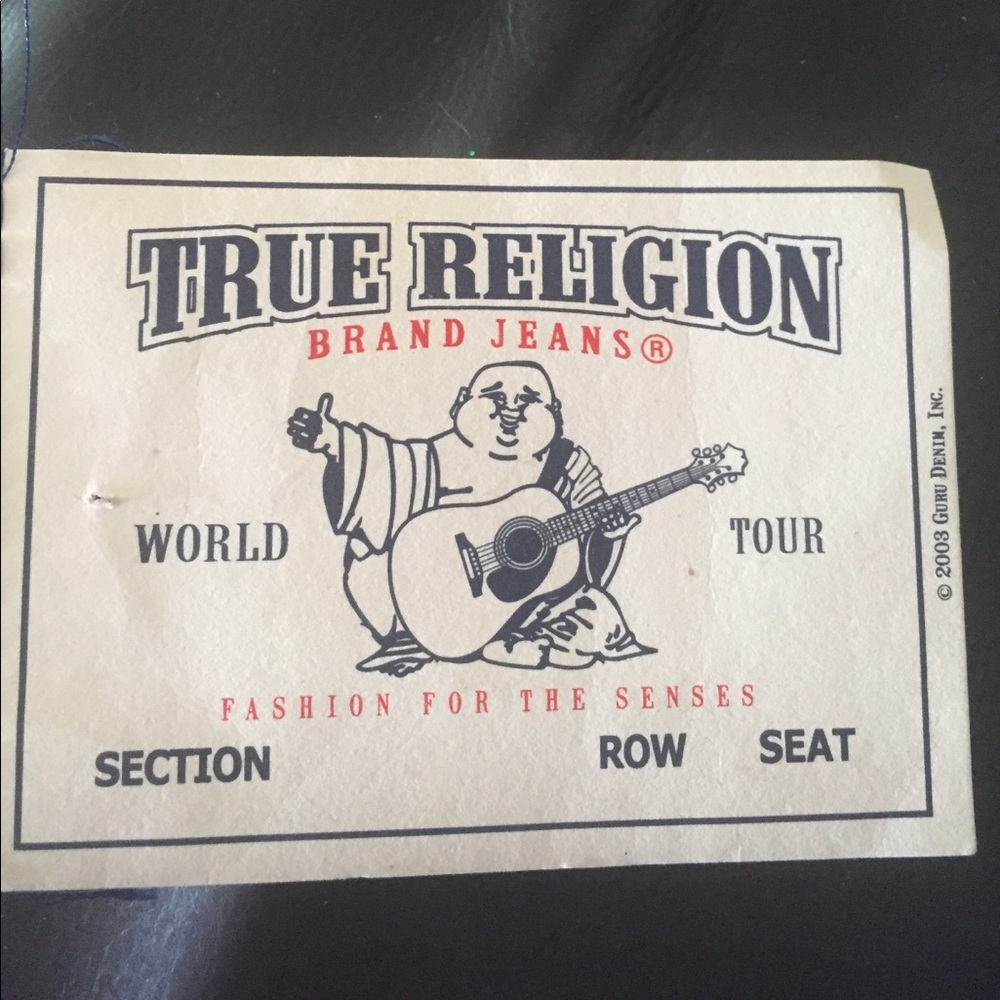 TRUE RELIGION
BRAND JEANS®
WORLD TOUR
FASHION FOR THE SENSES
SECTION ROW SEAT
© 2003 GURU DENIM, INC.